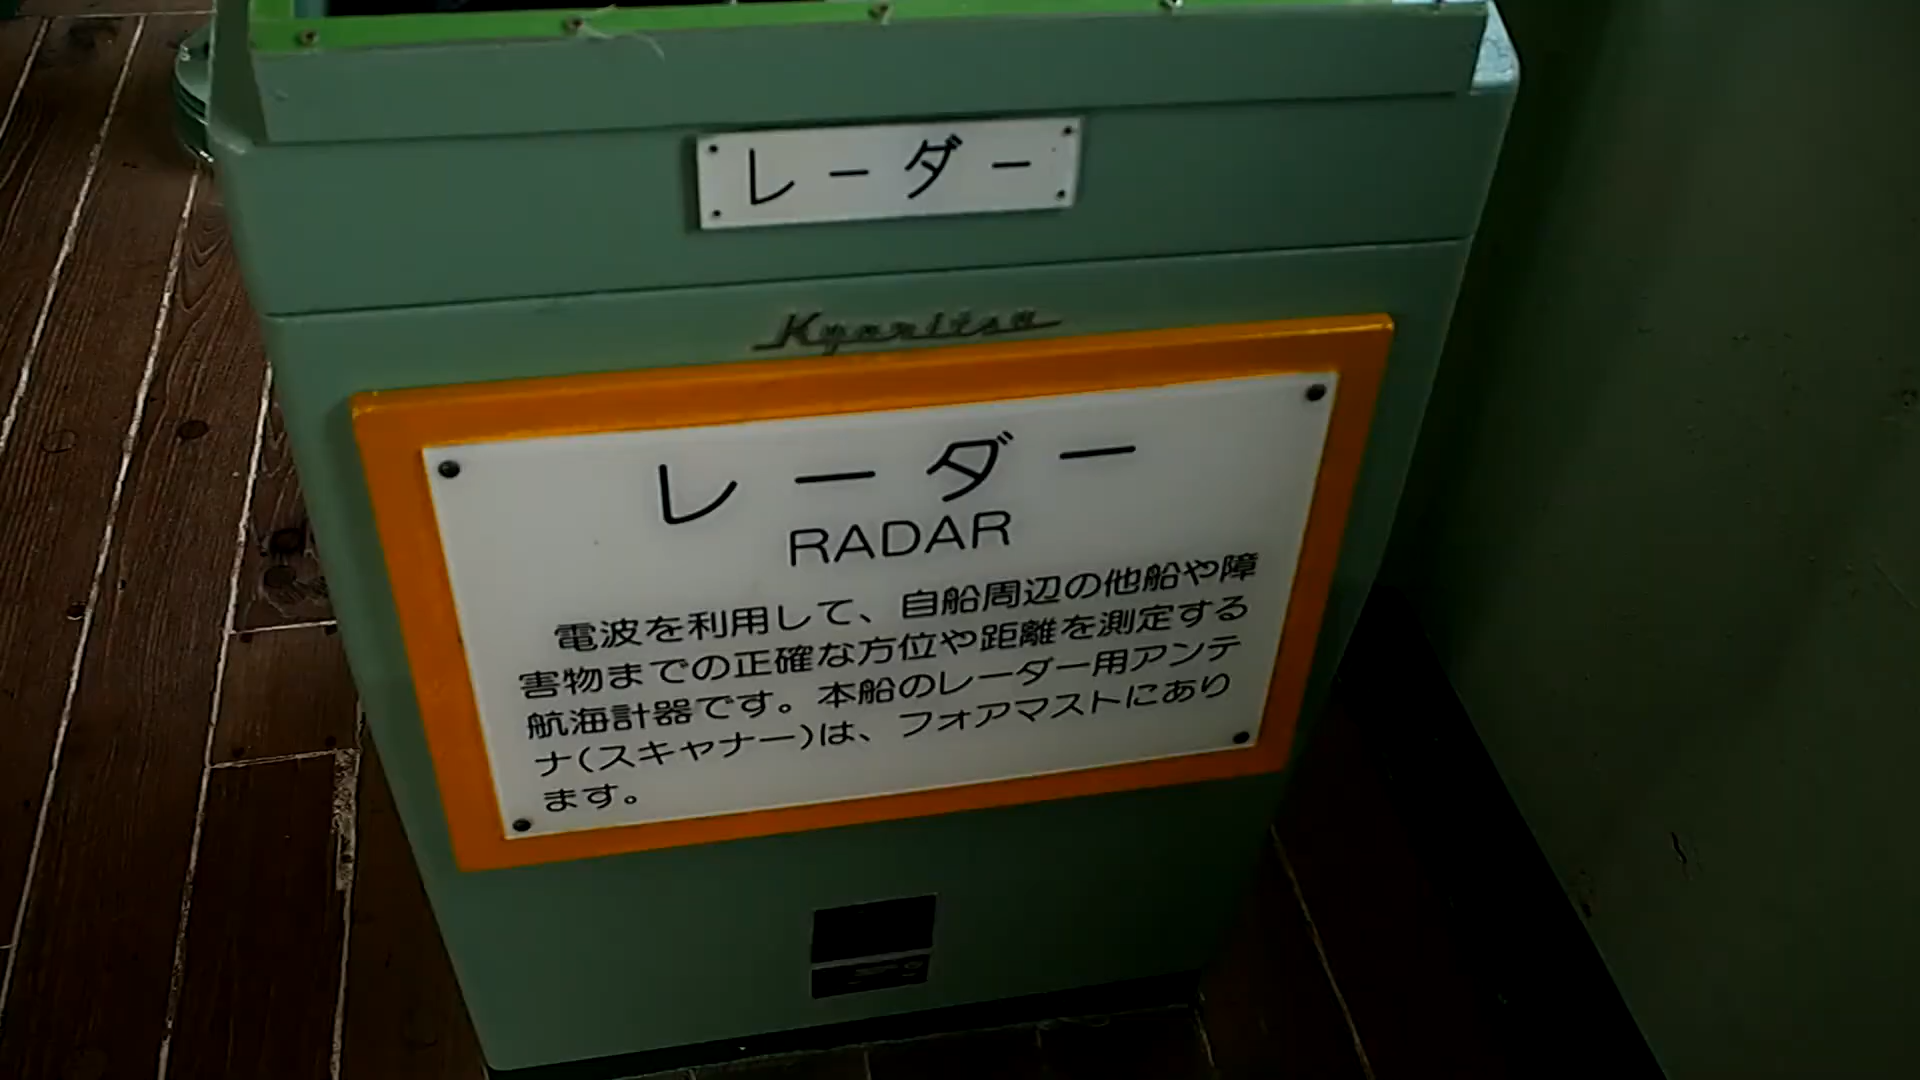 レーダー
Kyoritsu
レーダー
RADAR
電波を利用して、自船周辺の他船や障
害物までの正確な方位や距離を測定する
航海計器です。本船のレーダー用アンテ
ナ(スキャナー)は、フォアマストにあり
ます。